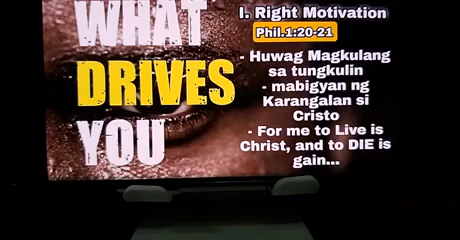 WHAT
DRIVES
YOU
I. Right Motivation
Phil.1:20-21
- Huwag Magkulang
sa tungkulin
- mabigyan ng
Karangalan si
Cristo
- For me to Live is
Christ, and to DIE is
gain...